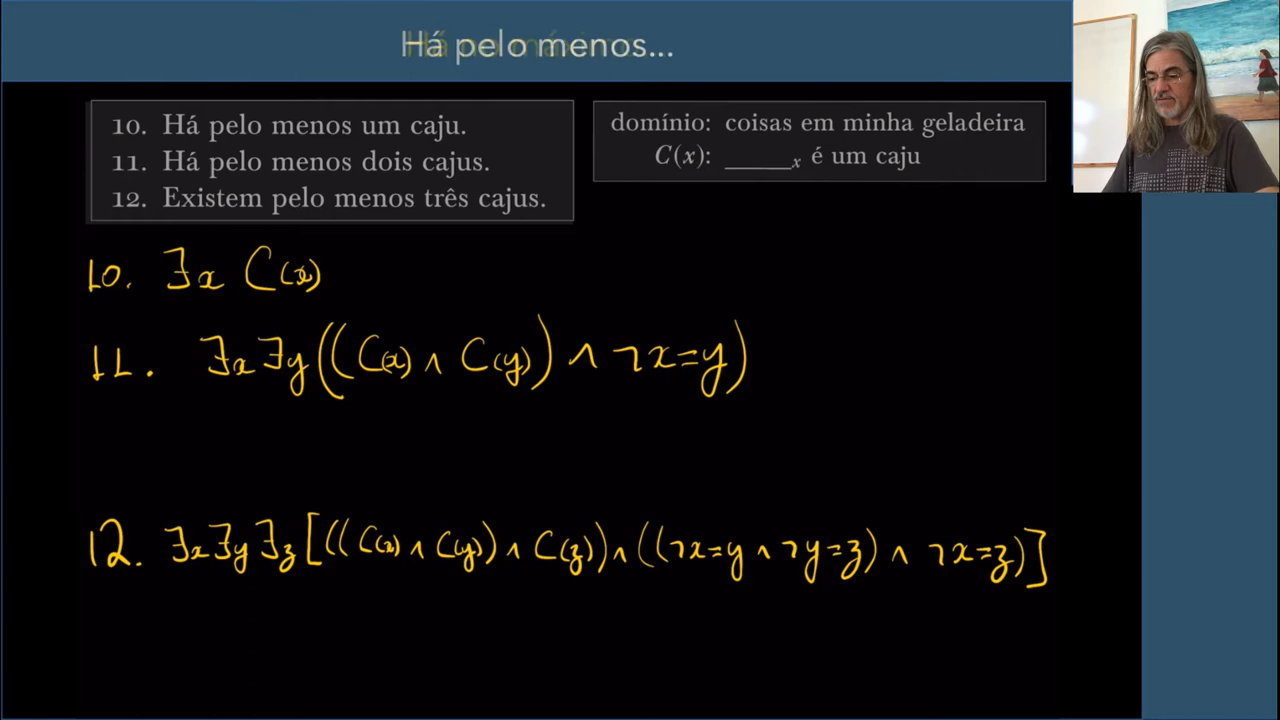 Há pelo menos...
10. Há pelo menos um caju.
11. Há pelo menos dois cajus.
12. Existem pelo menos três cajus.
domínio: coisas em minha geladeira
C(x): _____x é um caju
10. ∃x C(x)
11. ∃x∃y((C(x) ∧ C(y)) ∧ ¬x=y)
12. ∃x∃y∃z[((C(x) ∧ C(y)) ∧ C(z)) ∧ ((¬x=y ∧ ¬y=z) ∧ ¬x=z)]